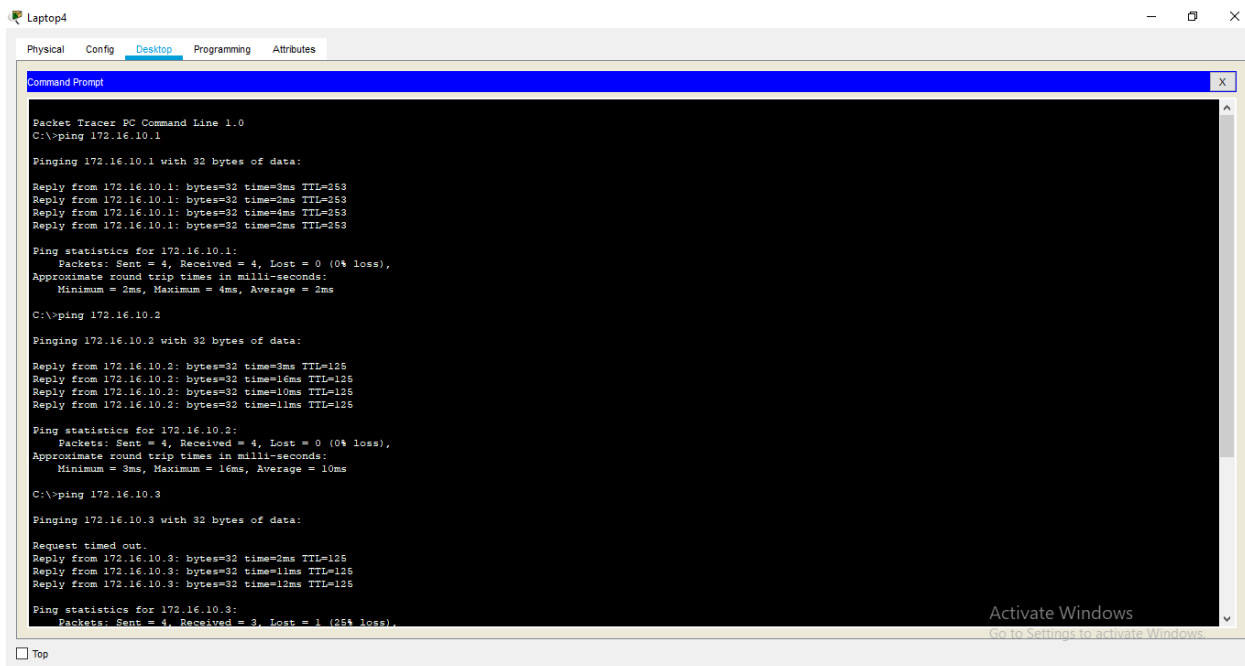 Laptop4
Physical Config Desktop Programming Attributes
Command Prompt
X
Packet Tracer PC Command Line 1.0
C:\>ping 172.16.10.1
Pinging 172.16.10.1 with 32 bytes of data:
Reply from 172.16.10.1: bytes=32 time=3ms TTL=253
Reply from 172.16.10.1: bytes=32 time=2ms TTL=253
Reply from 172.16.10.1: bytes=32 time=4ms TTL=253
Reply from 172.16.10.1: bytes=32 time=2ms TTL=253
Ping statistics for 172.16.10.1:
Packets: Sent = 4, Received = 4, Lost = 0 (0% loss),
Approximate round trip times in milli-seconds:
Minimum = 2ms, Maximum = 4ms, Average = 2ms
C:\>ping 172.16.10.2
Pinging 172.16.10.2 with 32 bytes of data:
Reply from 172.16.10.2: bytes=32 time=3ms TTL=125
Reply from 172.16.10.2: bytes=32 time=16ms TTL=125
Reply from 172.16.10.2: bytes=32 time=10ms TTL=125
Reply from 172.16.10.2: bytes=32 time=11ms TTL=125
Ping statistics for 172.16.10.2:
Packets: Sent = 4, Received = 4, Lost = 0 (0% loss),
Approximate round trip times in milli-seconds:
Minimum = 3ms, Maximum = 16ms, Average = 10ms
C:\>ping 172.16.10.3
Pinging 172.16.10.3 with 32 bytes of data:
Request timed out.
Reply from 172.16.10.3: bytes=32 time=2ms TTL=125
Reply from 172.16.10.3: bytes=32 time=11ms TTL=125
Reply from 172.16.10.3: bytes=32 time=12ms TTL=125
Ping statistics for 172.16.10.3:
Packets: Sent = 4, Received = 3, Lost = 1 (25% loss),
Activate Windows
Go to Settings to activate Windows.
Top